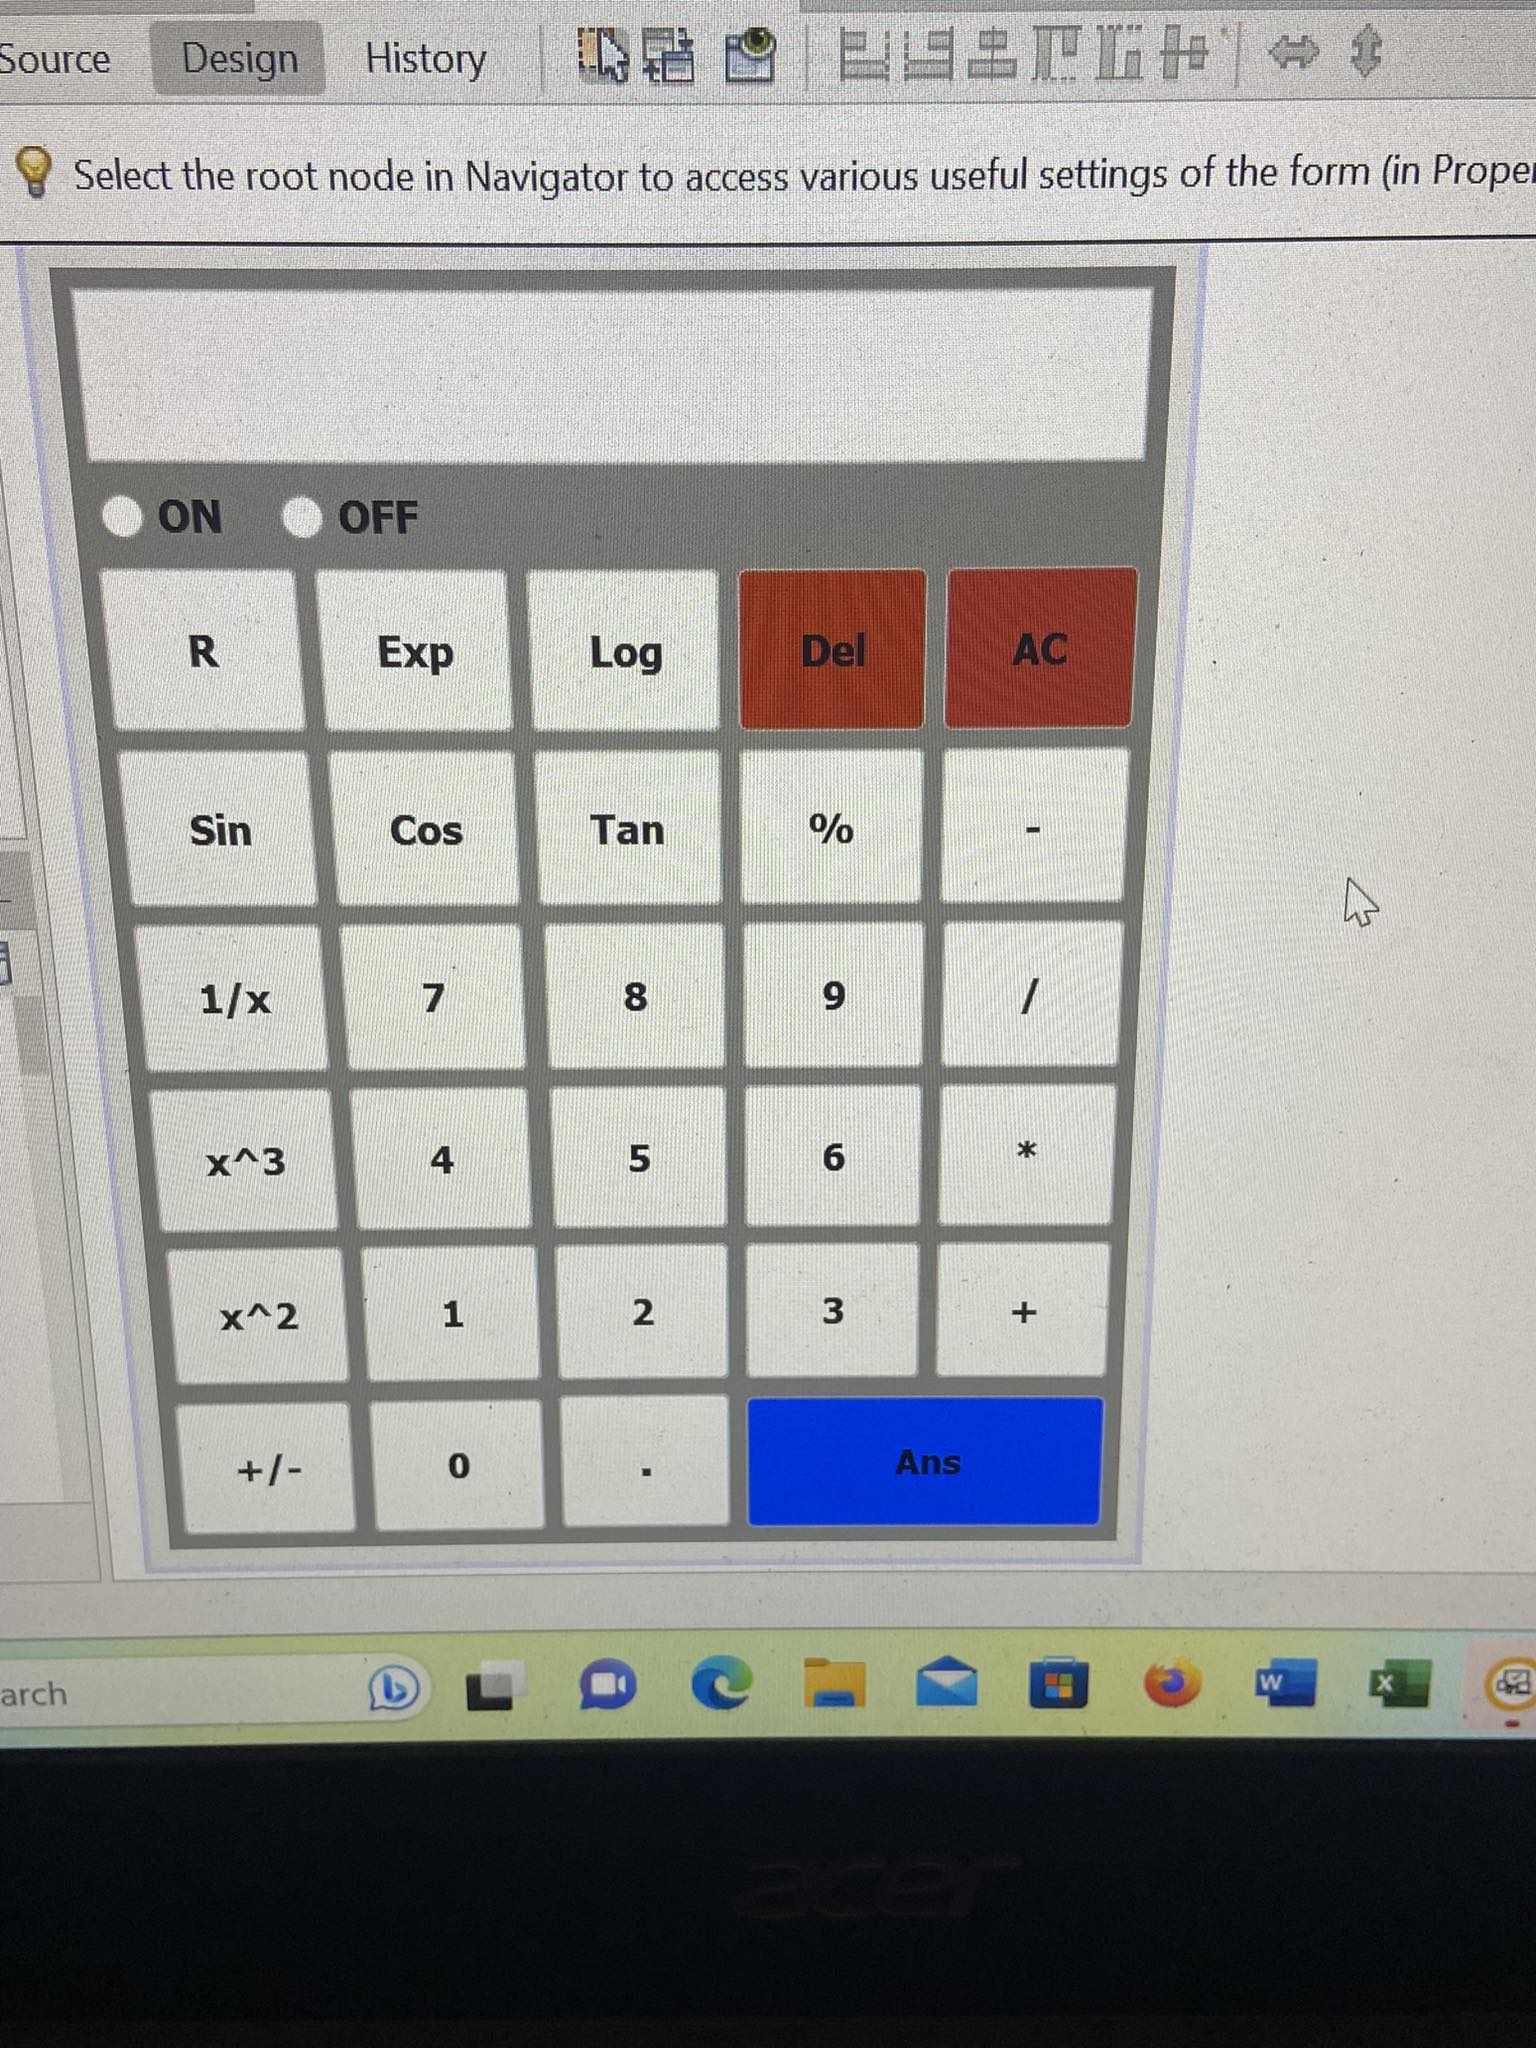 Source Design History
Select the root node in Navigator to access various useful settings of the form (in
ON OFF
R Exp Log Del AC
Sin Cos Tan % -
1/x 7 8 9 /
x^3 4 5 6 *
x^2 1 2 3 +
+/- 0 . Ans
arch
W X
acer